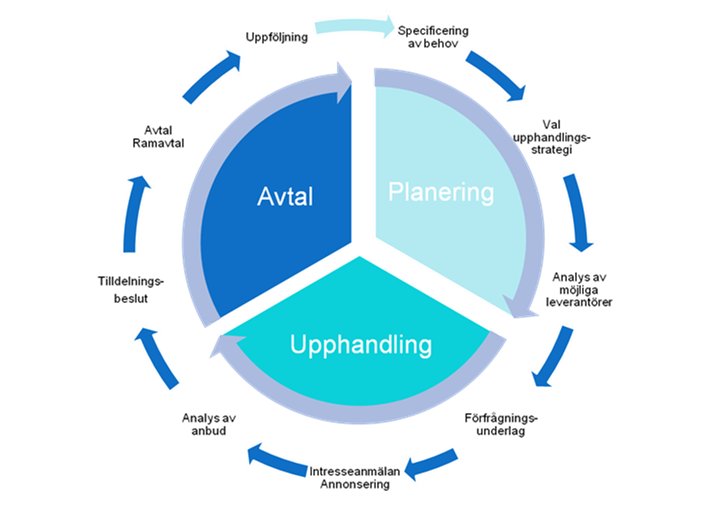 Uppföljning
Specificering
av behov
Val
upphandlings-
strategi
Analys av
möjliga
leverantörer
Förfrågnings-
underlag
Intresseanmälan
Annonsering
Analys av
anbud
Tilldelnings-
beslut
Avtal
Ramavtal
Avtal
Planering
Upphandling